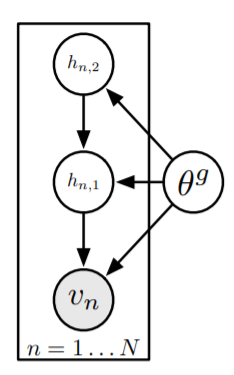 h_{n,2}
h_{n,1}
θ^g
v_n
n = 1 … N